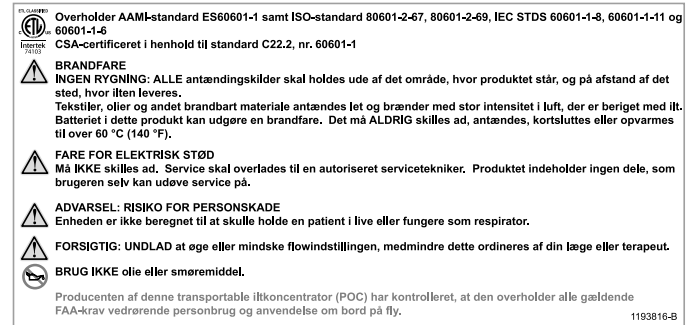 ETL CLASSIFIED
ETL
C US
Intertek
74103
Overholder AAMI-standard ES60601-1 samt ISO-standard 80601-2-67, 80601-2-69, IEC STDS 60601-1-8, 60601-1-11 og
60601-1-6
CSA-certificeret i henhold til standard C22.2, nr. 60601-1
BRANDFARE
INGEN RYGNING: ALLE antændingskilder skal holdes ude af det område, hvor produktet står, og på afstand af det
sted, hvor ilten leveres.
Tekstiler, olier og andet brandbart materiale antændes let og brænder med stor intensitet i luft, der er beriget med ilt.
Batteriet i dette produkt kan udgøre en brandfare. Det må ALDRIG skilles ad, antændes, kortsluttes eller opvarmes
til over 60 °C (140 °F).
FARE FOR ELEKTRISK STØD
Må IKKE skilles ad. Service skal overlades til en autoriseret servicetekniker. Produktet indeholder ingen dele, som
brugeren selv kan udøve service på.
ADVARSEL: RISIKO FOR PERSONSKADE
Enheden er ikke beregnet til at skulle holde en patient i live eller fungere som respirator.
FORSIGTIG: UNDLAD at øge eller mindske flowindstillingen, medmindre dette ordineres af din læge eller terapeut.
BRUG IKKE olie eller smøremiddel.
Producenten af denne transportable iltkoncentrator (POC) har kontrolleret, at den overholder alle gældende
FAA-krav vedrørende personbrug og anvendelse om bord på fly.
1193816-B